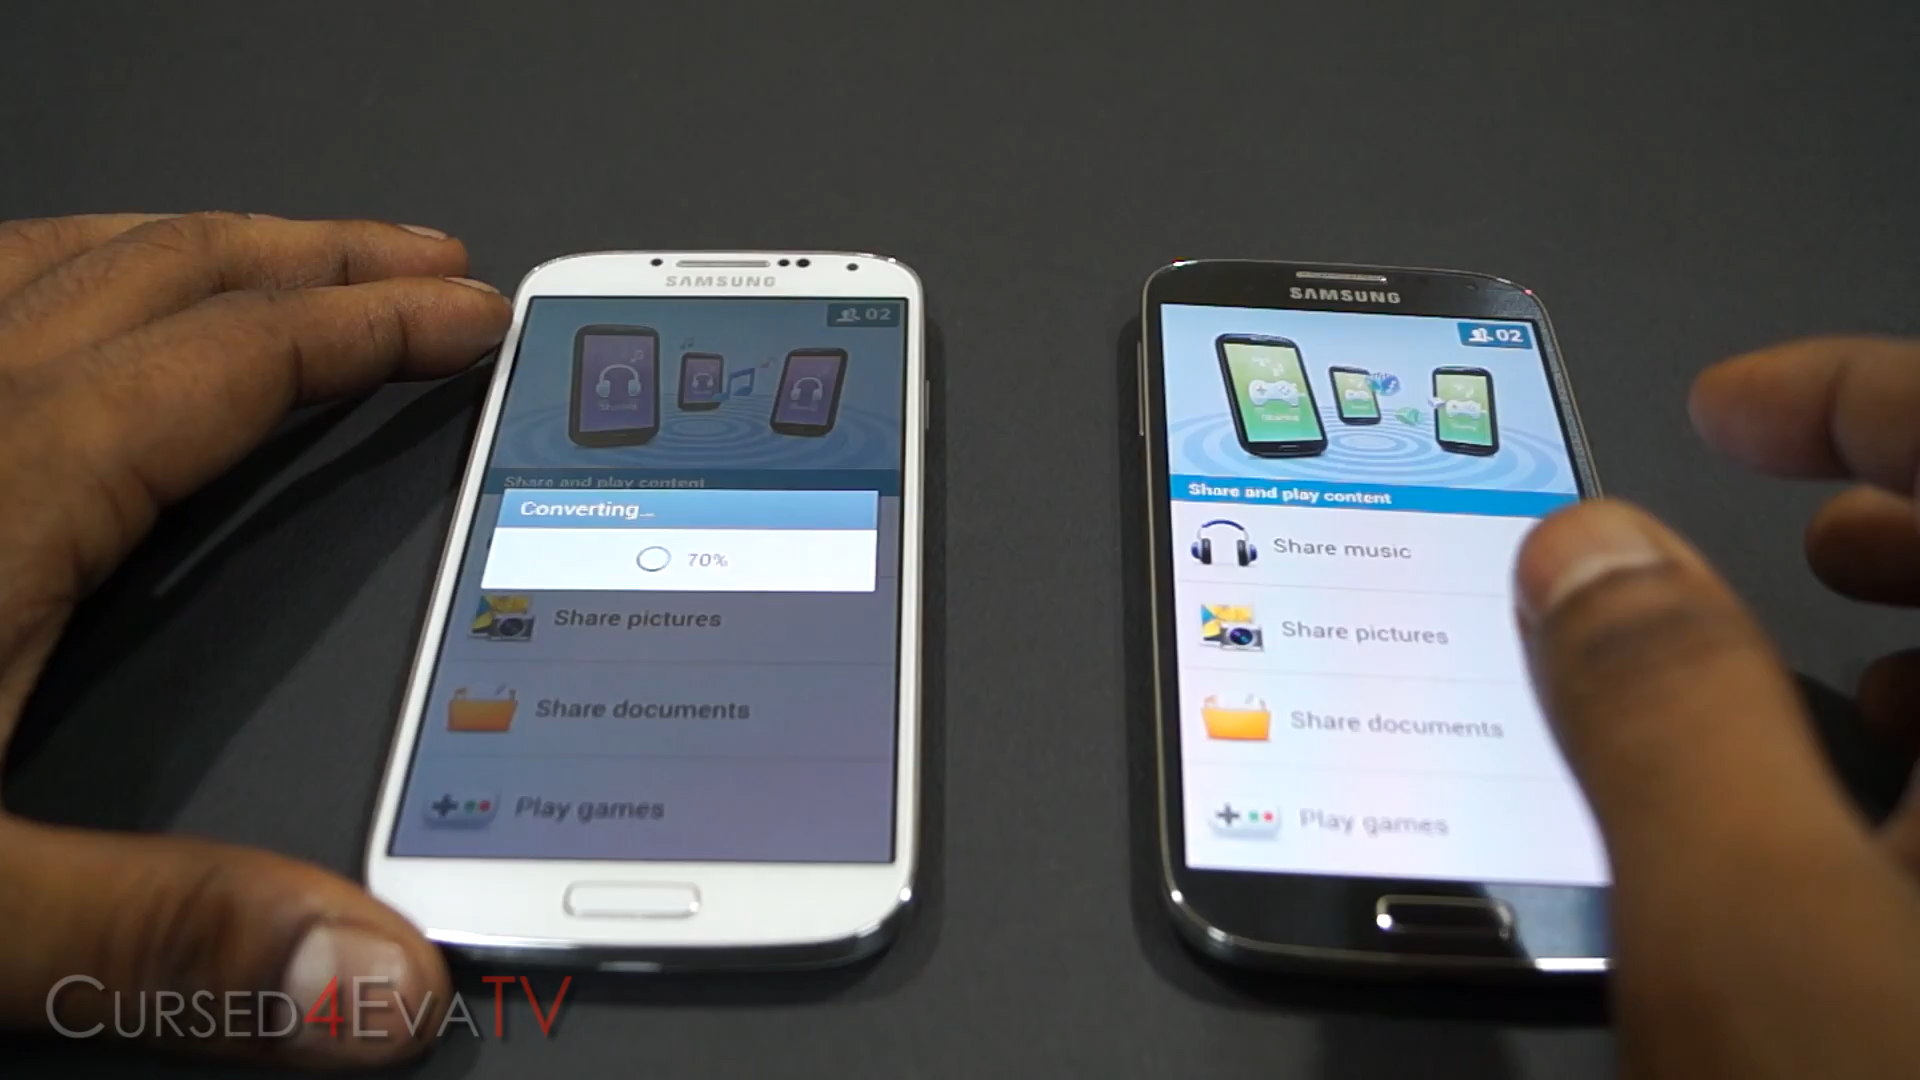 SAMSUNG
02
Share and play content
Converting...
70%
Share pictures
Share documents
Play games
SAMSUNG
02
Share and play content
Share music
Share pictures
Share documents
Play games
CURSED4EVATV